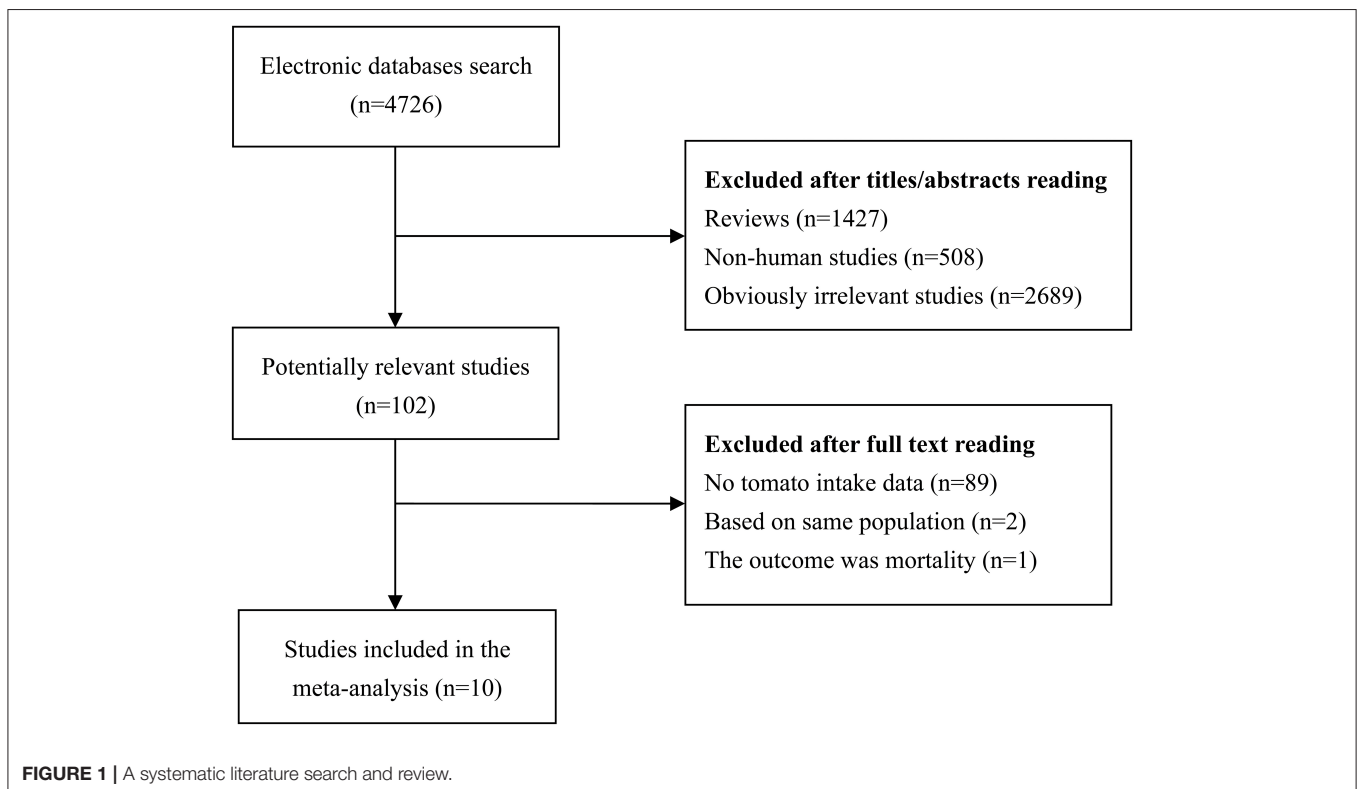 Electronic databases search
(n=4726)
Excluded after titles/abstracts reading
Reviews (n=1427)
Non-human studies (n=508)
Obviously irrelevant studies (n=2689)
Potentially relevant studies
(n=102)
Excluded after full text reading
No tomato intake data (n=89)
Based on same population (n=2)
The outcome was mortality (n=1)
Studies included in the
meta-analysis (n=10)
FIGURE 1 | A systematic literature search and review.